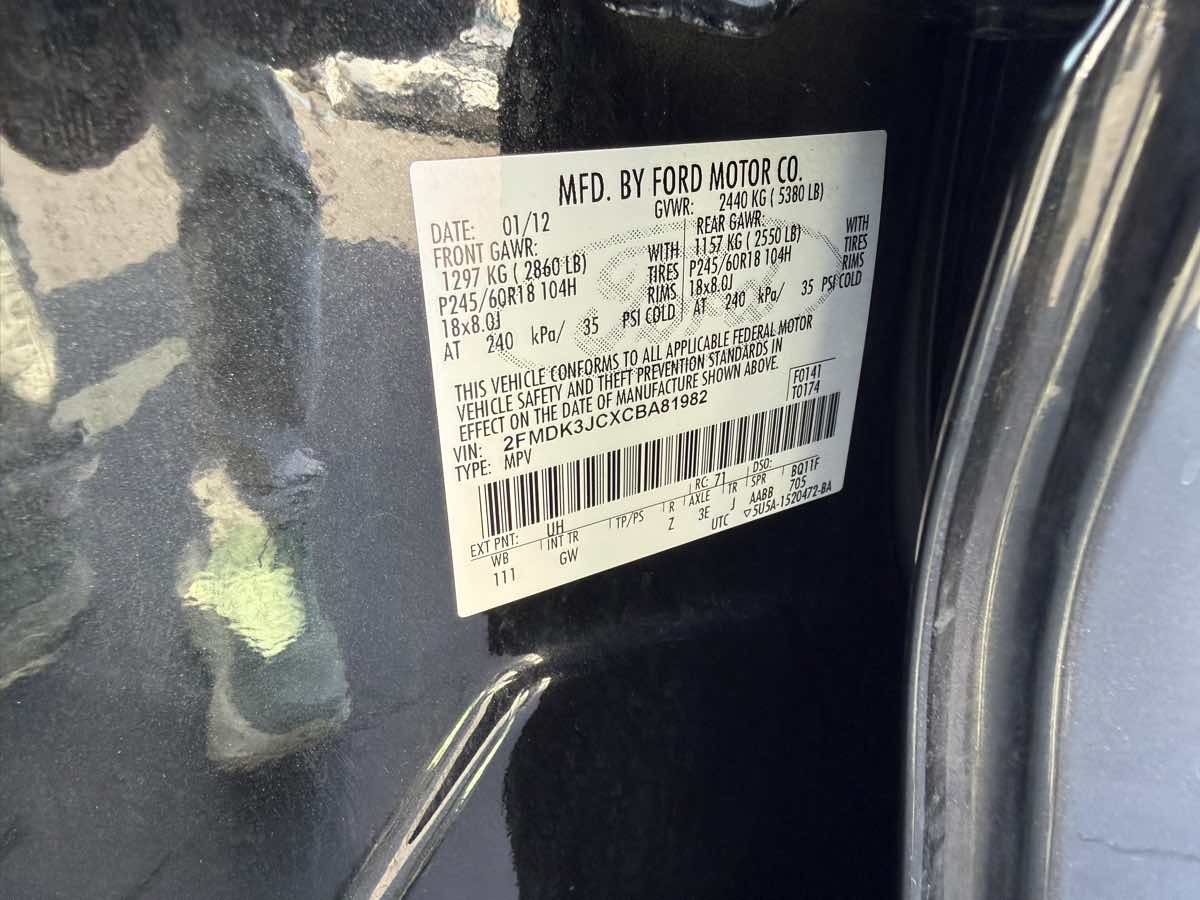 MFD. BY FORD MOTOR CO.
DATE: 01/12 GVWR: 2440 KG ( 5380 LB)
FRONT GAWR: REAR GAWR:
1297 KG ( 2860 LB) WITH 1157 KG ( 2550 LB) WITH
P245/60R18 104H TIRES P245/60R18 104H TIRES
18x8.0J RIMS 18x8.0J RIMS
AT 240 kPa/ 35 PSI COLD AT 240 kPa/ 35 PSI COLD
THIS VEHICLE CONFORMS TO ALL APPLICABLE FEDERAL MOTOR
VEHICLE SAFETY AND THEFT PREVENTION STANDARDS IN
EFFECT ON THE DATE OF MANUFACTURE SHOWN ABOVE.
F0141
VIN: 2FMDK3JCXCBA81982 T0174
TYPE: MPV
EXT PNT: UH RC: 71 DSO:
WB INT TR TP/PS R AXLE TR SPR BQ11F
111 GW Z 3E J AABB 705
UTC ▽5U5A-1520472-BA